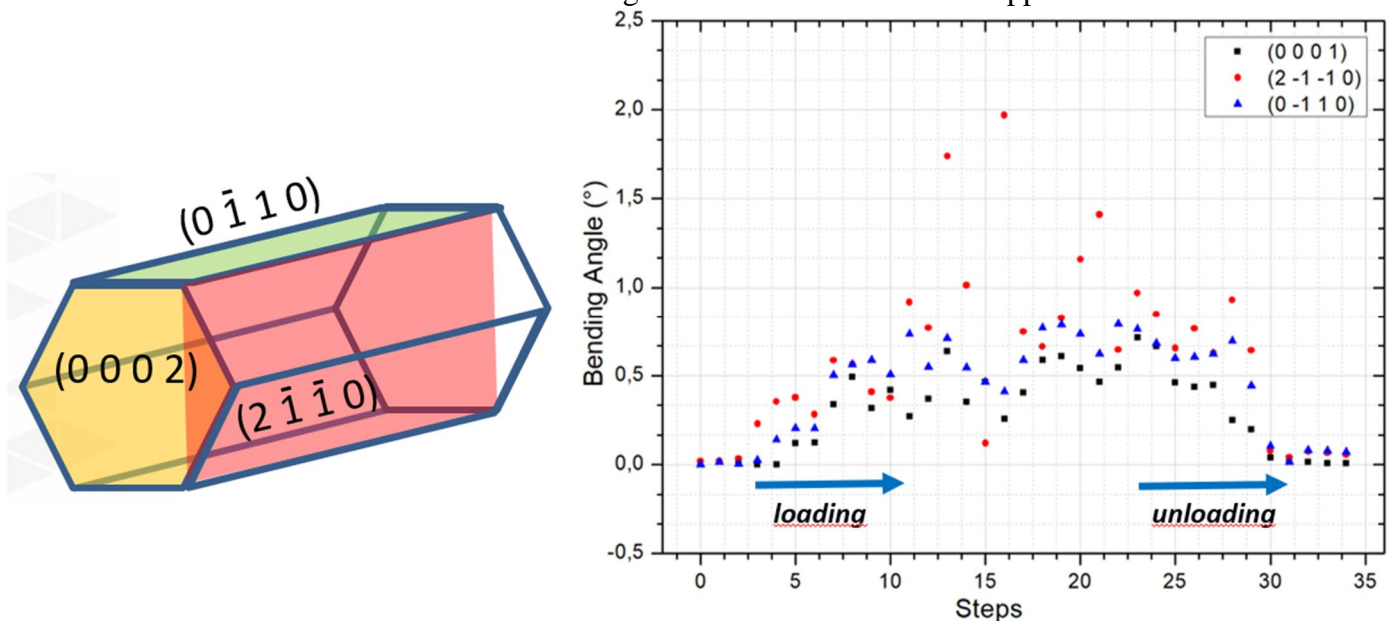 (0 1̄ 1 0)
(0 0 0 2)
(2 1̄ 1̄ 0)
2,5
2,0
1,5
1,0
0,5
0,0
-0,5
Bending Angle (°)
(0 0 0 1)
(2 -1 -1 0)
(0 -1 1 0)
loading
unloading
0 5 10 15 20 25 30 35
Steps